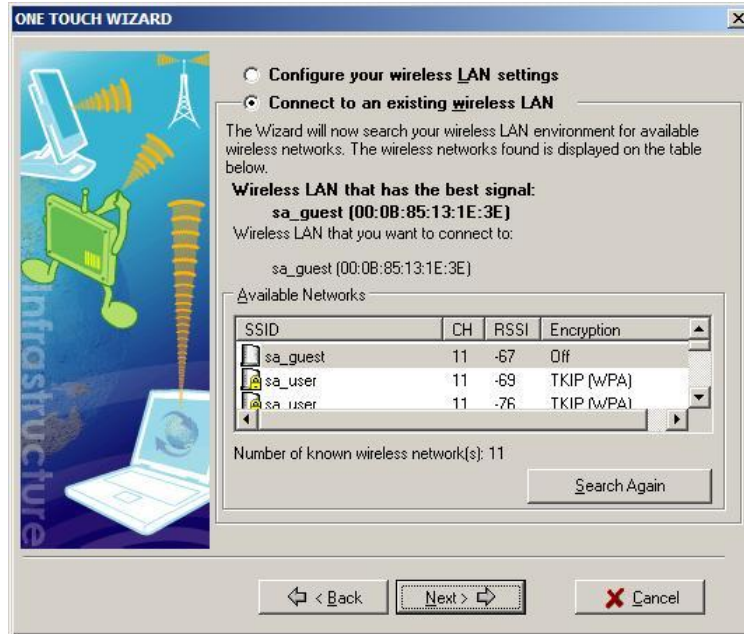 ONE TOUCH WIZARD
Configure your wireless LAN settings
Connect to an existing wireless LAN
The Wizard will now search your wireless LAN environment for available
wireless networks. The wireless networks found is displayed on the table
below.
Wireless LAN that has the best signal:
sa_guest (00:0B:85:13:1E:3E)
Wireless LAN that you want to connect to:
sa_guest (00:0B:85:13:1E:3E)
Available Networks
SSID CH RSSI Encryption
sa_guest 11 -67 Off
sa_user 11 -69 TKIP (WPA)
sa_user 11 -76 TKIP (WPA)
Number of known wireless network(s): 11
Search Again
Infrastructure
< Back Next > Cancel